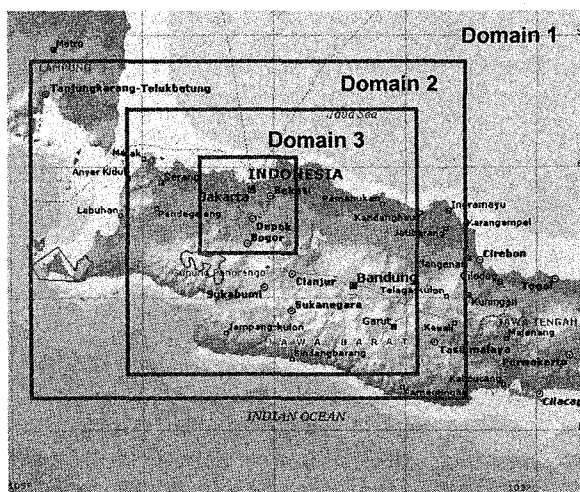 Domain 1
Metro
LAMPUNG
Domain 2
Tanjungkarang-Telukbetung
Java Sea
Domain 3
Merak
INDONESIA
Anyer Kidul
Serang
Jakarta
Bekasi
Pamanukan
Indramayu
Labuhan
Pandeglang
Kandanghaur
Karangampel
Depok
Jatibarang
Bogor
Cirebon
Cianjur
Bandung
Tegal
Sukabumi
Kuningan
Sukanegara
Garut
Kawali
JAWA TENGAH
Majenang
Jampang-kulon
JAWA BARAT
Tasikmalaya
Sindangbarang
Purwokerto
INDIAN OCEAN
Cilacap